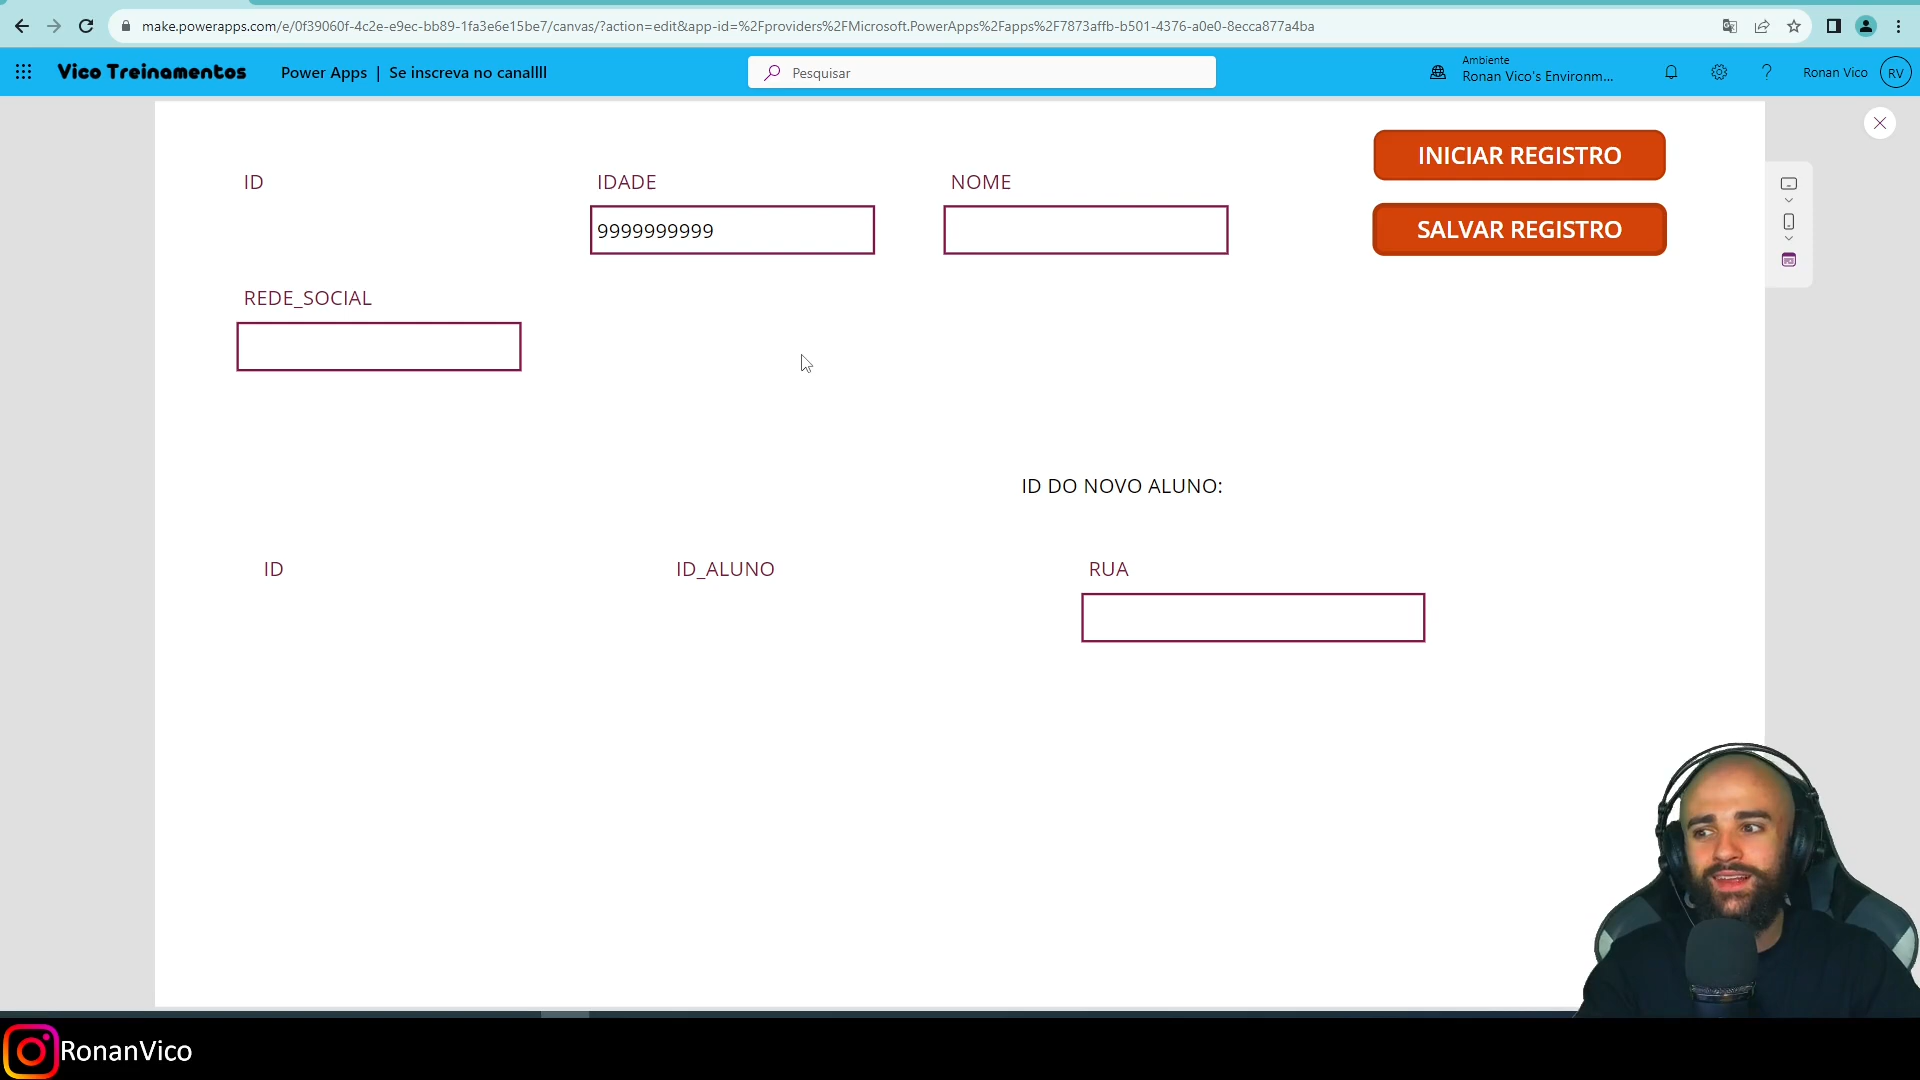 make.powerapps.com/e/0f39060f-4c2e-e9ec-bb89-1fa3e6e15be7/canvas/?action=edit&app-id=%2Fproviders%2FMicrosoft.PowerApps%2Fapps%2F7873affb-b501-4376-a0e0-8ecca877a4ba
Vico Treinamentos Power Apps | Se inscreva no canallll
Pesquisar
Ambiente
Ronan Vico's Environm...
? Ronan Vico RV
INICIAR REGISTRO
ID IDADE NOME
9999999999
SALVAR REGISTRO
REDE_SOCIAL
ID DO NOVO ALUNO:
ID ID_ALUNO RUA
RonanVico